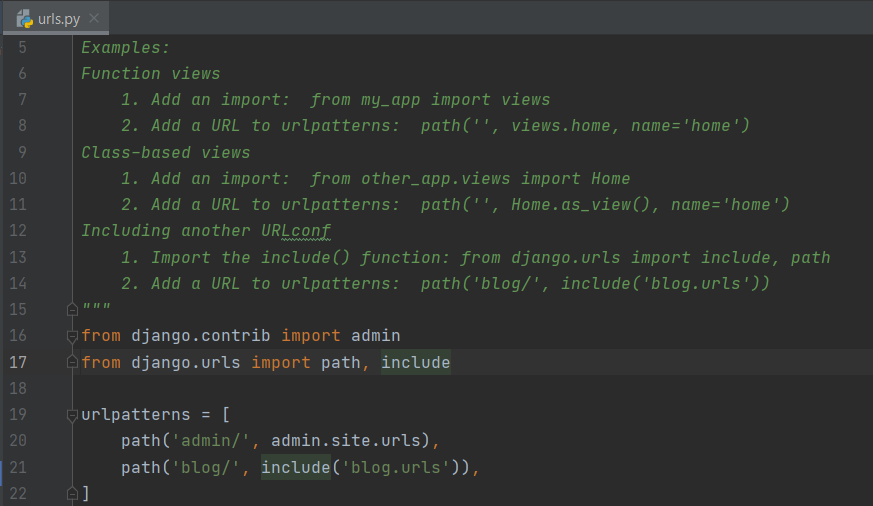 urls.py
5 Examples:
6 Function views
7     1. Add an import:  from my_app import views
8     2. Add a URL to urlpatterns:  path('', views.home, name='home')
9 Class-based views
10     1. Add an import:  from other_app.views import Home
11     2. Add a URL to urlpatterns:  path('', Home.as_view(), name='home')
12 Including another URLconf
13     1. Import the include() function: from django.urls import include, path
14     2. Add a URL to urlpatterns:  path('blog/', include('blog.urls'))
15 """
16 from django.contrib import admin
17 from django.urls import path, include
18
19 urlpatterns = [
20     path('admin/', admin.site.urls),
21     path('blog/', include('blog.urls')),
22 ]